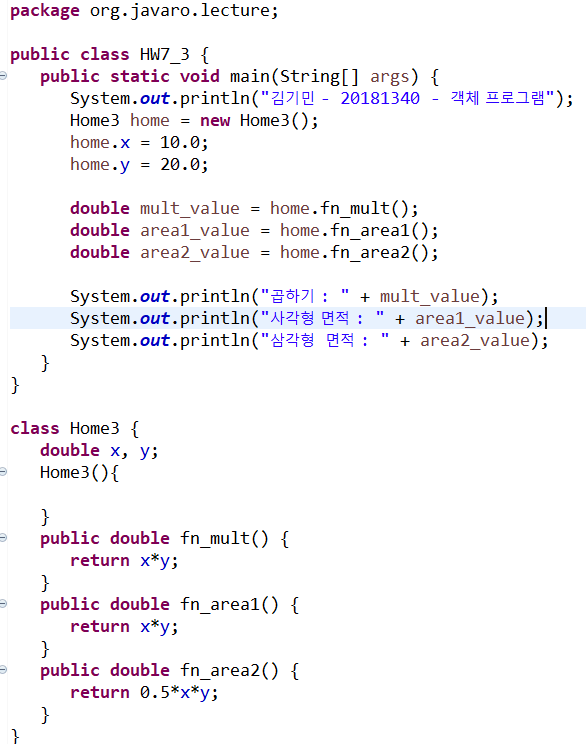 package org.javaro.lecture;
public class HW7_3 {
public static void main(String[] args) {
System.out.println("김기민 - 20181340 - 객체 프로그램");
Home3 home = new Home3();
home.x = 10.0;
home.y = 20.0;
double mult_value = home.fn_mult();
double area1_value = home.fn_area1();
double area2_value = home.fn_area2();
System.out.println("곱하기 : " + mult_value);
System.out.println("사각형 면적 : " + area1_value);
System.out.println("삼각형  면적 : " + area2_value);
}
}
class Home3 {
double x, y;
Home3(){
}
public double fn_mult() {
return x*y;
}
public double fn_area1() {
return x*y;
}
public double fn_area2() {
return 0.5*x*y;
}
}